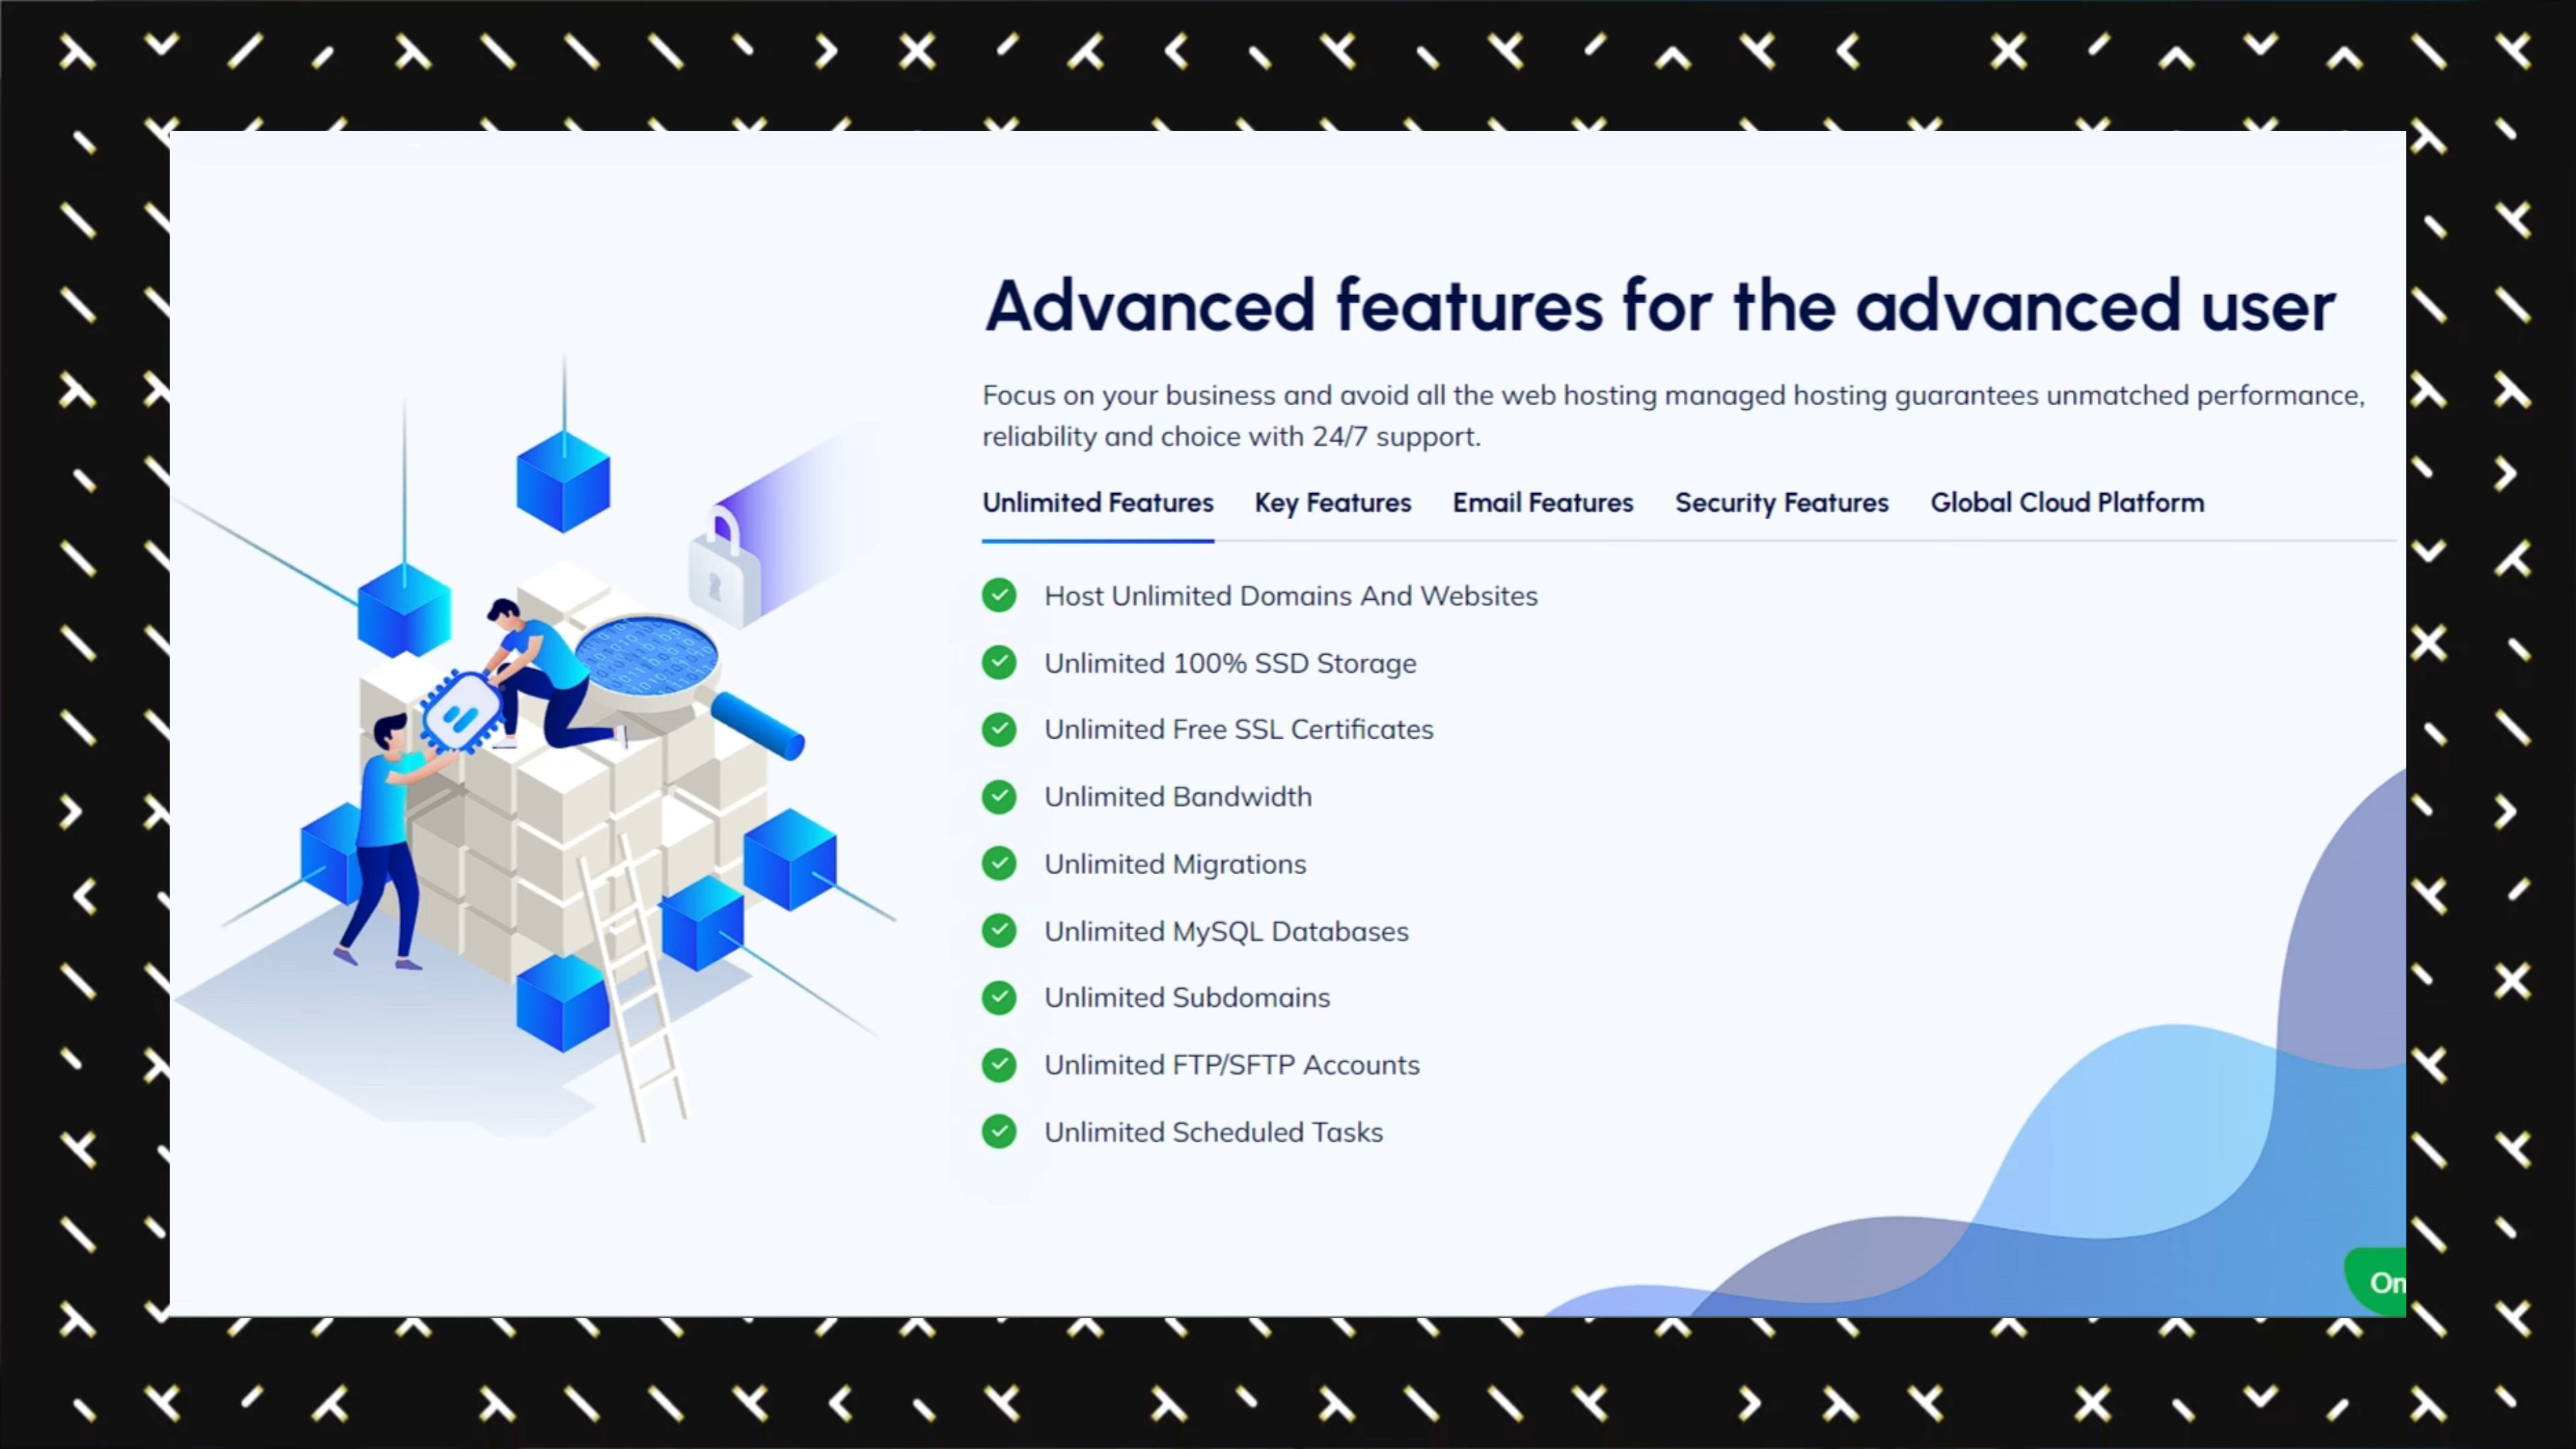 Advanced features for the advanced user
Focus on your business and avoid all the web hosting managed hosting guarantees unmatched performance,
reliability and choice with 24/7 support.
Unlimited Features Key Features Email Features Security Features Global Cloud Platform
Host Unlimited Domains And Websites
Unlimited 100% SSD Storage
Unlimited Free SSL Certificates
Unlimited Bandwidth
Unlimited Migrations
Unlimited MySQL Databases
Unlimited Subdomains
Unlimited FTP/SFTP Accounts
Unlimited Scheduled Tasks